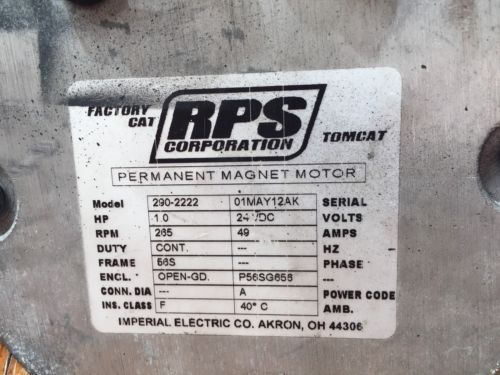 FACTORY CAT
RPS CORPORATION
TOMCAT
PERMANENT MAGNET MOTOR
Model 290-2222 01MAY12AK SERIAL
HP 1.0 24 VDC VOLTS
RPM 265 49 AMPS
DUTY CONT. --- HZ
FRAME 56S --- PHASE
ENCL. OPEN-GD. P56SG656 ---
CONN. DIA --- A POWER CODE
INS. CLASS F 40° C AMB.
IMPERIAL ELECTRIC CO. AKRON, OH 44306